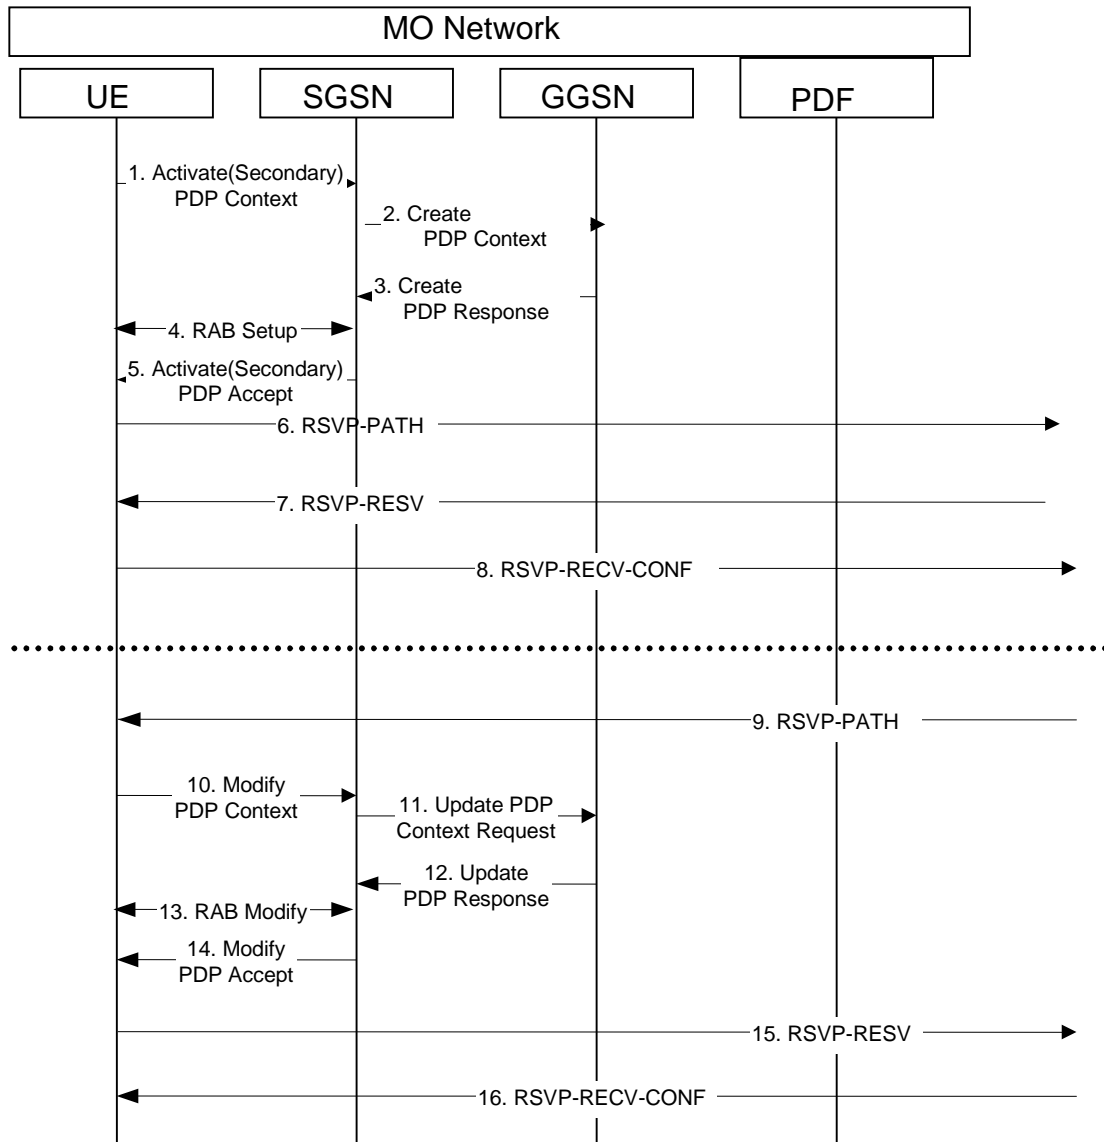 MO Network
UE
SGSN
GGSN
PDF
1. Activate(Secondary)
PDP Context
2. Create
PDP Context
3. Create
PDP Response
4. RAB Setup
5. Activate(Secondary)
PDP Accept
6. RSVP-PATH
7. RSVP-RESV
8. RSVP-RECV-CONF
9. RSVP-PATH
10. Modify
PDP Context
11. Update PDP
Context Request
12. Update
PDP Response
13. RAB Modify
14. Modify
PDP Accept
15. RSVP-RESV
16. RSVP-RECV-CONF